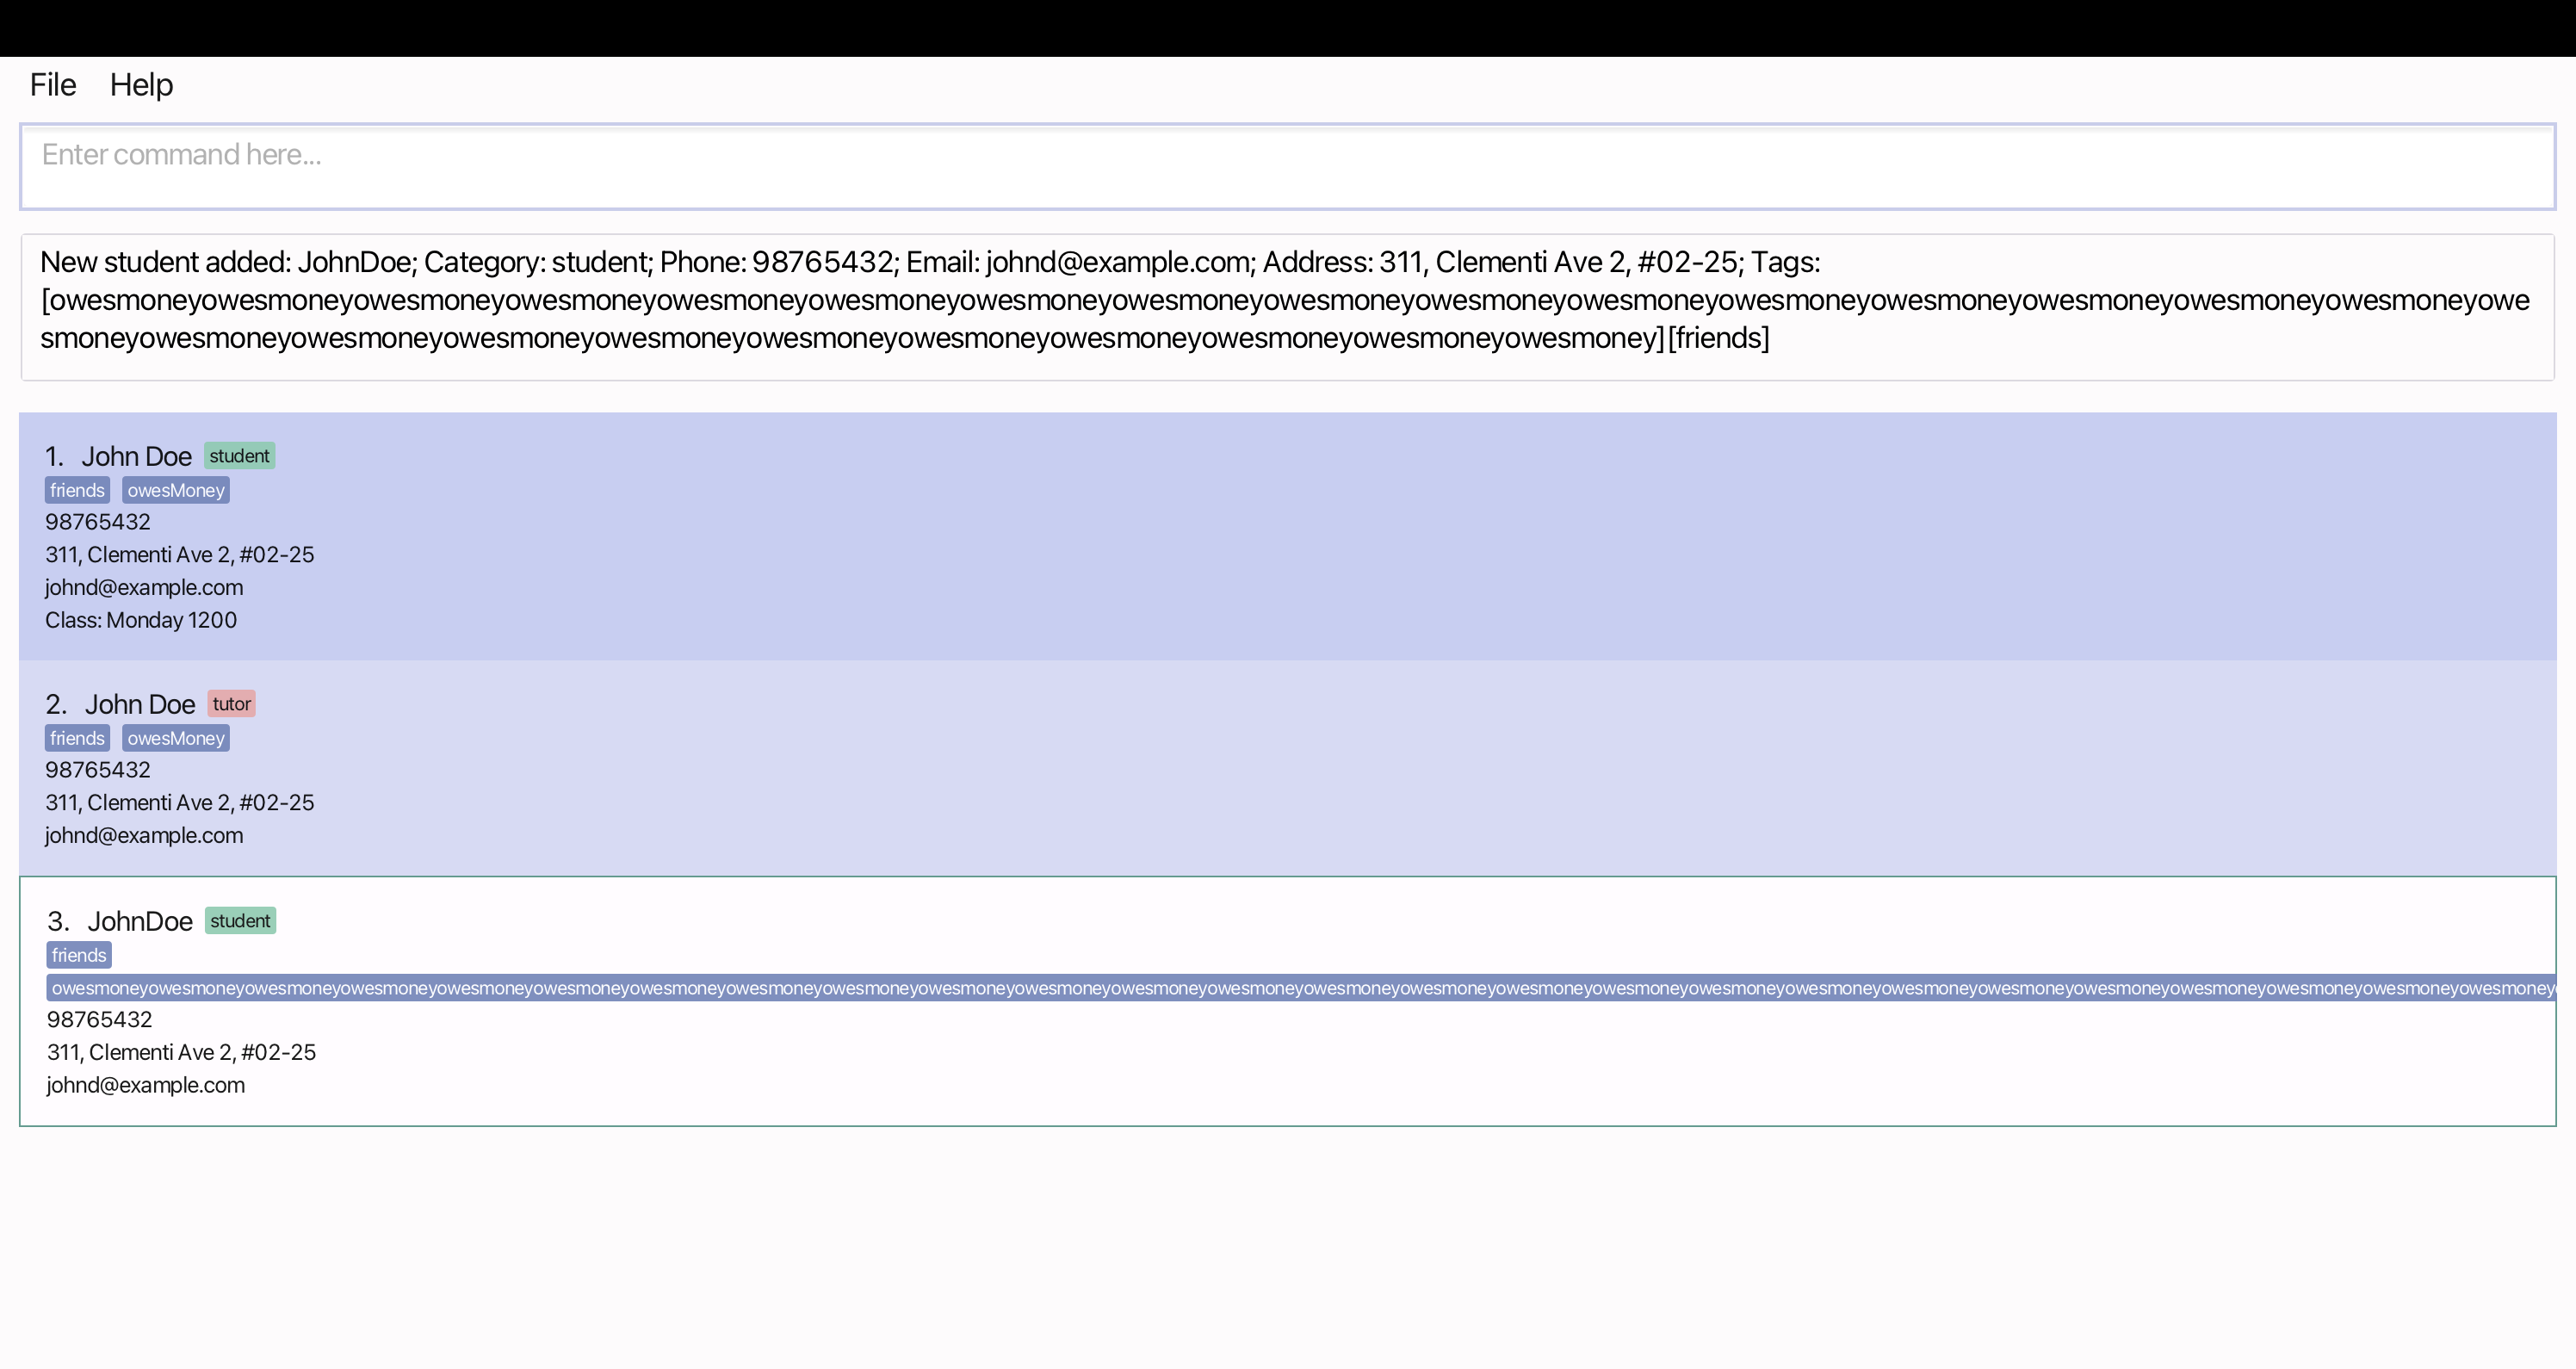 File Help
Enter command here...
New student added: JohnDoe; Category: student; Phone: 98765432; Email: johnd@example.com; Address: 311, Clementi Ave 2, #02-25; Tags:
[owesmoneyowesmoneyowesmoneyowesmoneyowesmoneyowesmoneyowesmoneyowesmoneyowesmoneyowesmoneyowesmoneyowesmoneyowesmoneyowesmoneyowesmoneyowesmoneyowe
smoneyowesmoneyowesmoneyowesmoneyowesmoneyowesmoneyowesmoneyowesmoneyowesmoneyowesmoneyowesmoney][friends]
1. John Doe student
friends owesMoney
98765432
311, Clementi Ave 2, #02-25
johnd@example.com
Class: Monday 1200
2. John Doe tutor
friends owesMoney
98765432
311, Clementi Ave 2, #02-25
johnd@example.com
3. JohnDoe student
friends
owesmoneyowesmoneyowesmoneyowesmoneyowesmoneyowesmoneyowesmoneyowesmoneyowesmoneyowesmoneyowesmoneyowesmoneyowesmoneyowesmoneyowesmoneyowesmoneyowesmoneyowesmoneyowesmoneyowesmoneyowesmoneyowesmoneyowesmoneyowesmoneyowesmoneyowesmoney
98765432
311, Clementi Ave 2, #02-25
johnd@example.com